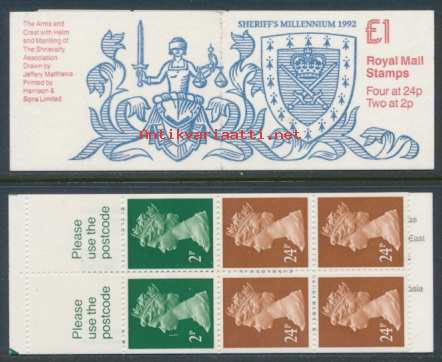 The Arms and
Crest with Helm
and Mantling of
The Shrievalty
Association
Drawn by
Jeffery Matthews
Printed by
Harrison &
Sons Limited
SHERIFF'S MILLENNIUM 1992
£1
Royal Mail
Stamps
Four at 24p
Two at 2p
Antikvariaatti.net
Please
use the
postcode
2P
24P
24P
Please
use the
postcode
2P
24P
24P